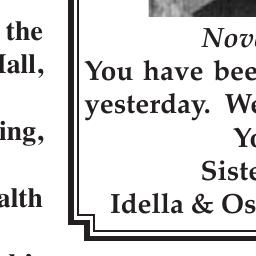 the
Hall,
ing,
alth
Nov
You have bee
yesterday. We
Yo
Siste
Idella & Os